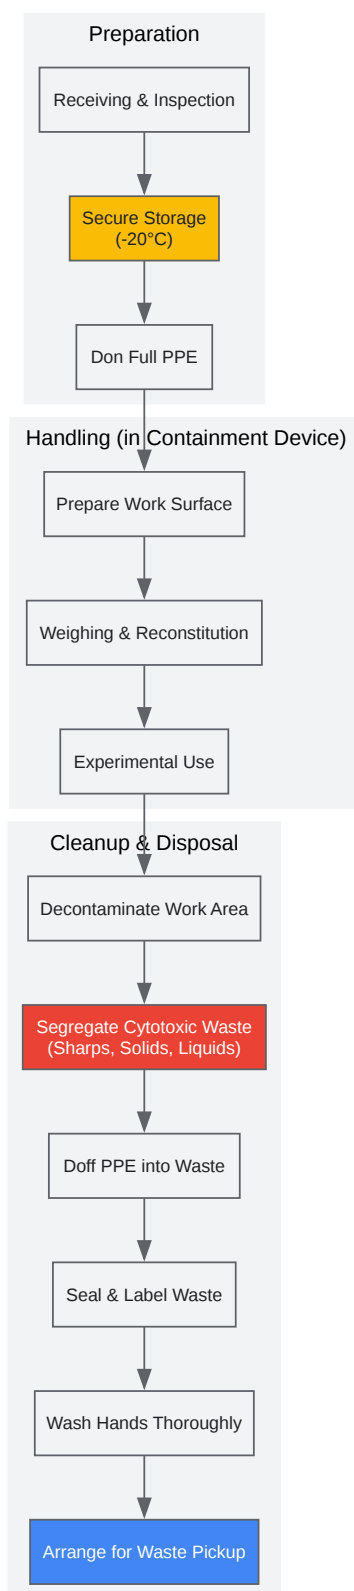 Preparation
Receiving & Inspection
Secure Storage
(-20°C)
Don Full PPE
Handling (in Containment Device)
Prepare Work Surface
Weighing & Reconstitution
Experimental Use
Cleanup & Disposal
Decontaminate Work Area
Segregate Cytotoxic Waste
(Sharps, Solids, Liquids)
Doff PPE into Waste
Seal & Label Waste
Wash Hands Thoroughly
Arrange for Waste Pickup